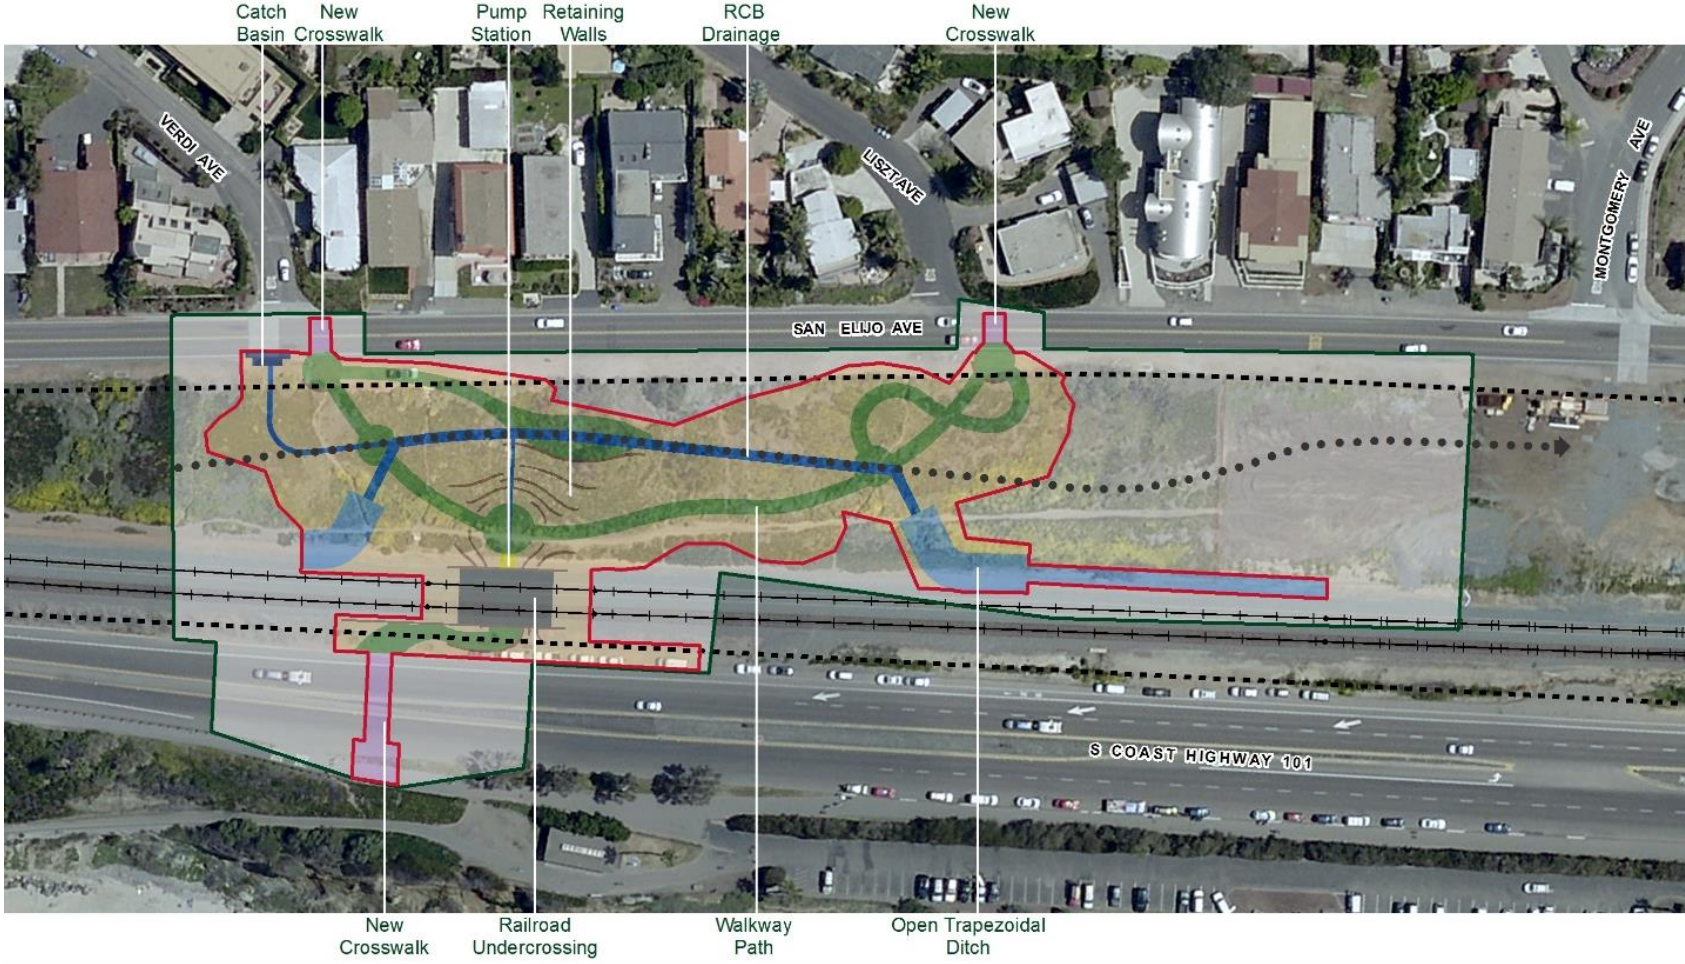 Catch
Basin
New
Crosswalk
Pump
Station
Retaining
Walls
RCB
Drainage
New
Crosswalk
VERDI AVE
LISZT AVE
MONTGOMERY AVE
SAN ELIJO AVE
S COAST HIGHWAY 101
New
Crosswalk
Railroad
Undercrossing
Walkway
Path
Open Trapezoidal
Ditch